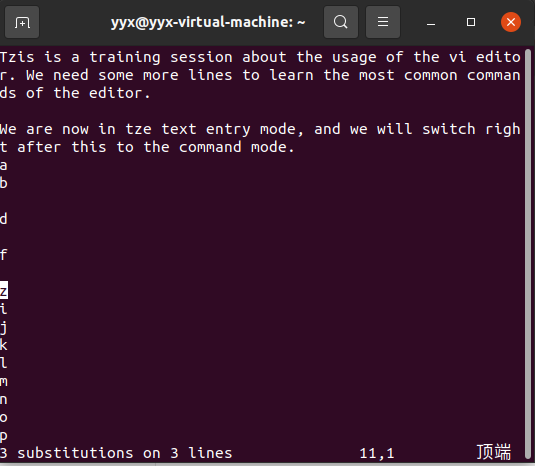 yyx@yyx-virtual-machine: ~
Tzis is a training session about the usage of the vi edito
r. We need some more lines to learn the most common comman
ds of the editor.
We are now in tze text entry mode, and we will switch righ
t after this to the command mode.
a
b
d
f
z
i
j
k
l
m
n
o
p
3 substitutions on 3 lines 11,1 顶端